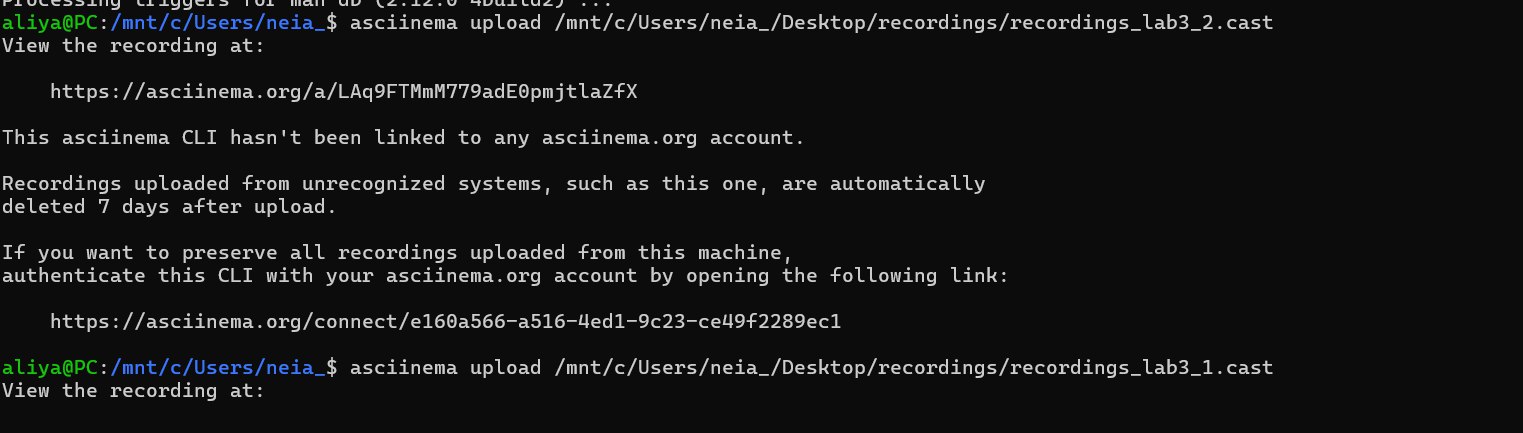 Processing triggers for man-db (2.12.0-4build2) ...
aliya@PC:/mnt/c/Users/neia_$ asciinema upload /mnt/c/Users/neia_/Desktop/recordings/recordings_lab3_2.cast
View the recording at:
https://asciinema.org/a/LAq9FTMmM779adE0pmjtlaZfX
This asciinema CLI hasn't been linked to any asciinema.org account.
Recordings uploaded from unrecognized systems, such as this one, are automatically
deleted 7 days after upload.
If you want to preserve all recordings uploaded from this machine,
authenticate this CLI with your asciinema.org account by opening the following link:
https://asciinema.org/connect/e160a566-a516-4ed1-9c23-ce49f2289ec1
aliya@PC:/mnt/c/Users/neia_$ asciinema upload /mnt/c/Users/neia_/Desktop/recordings/recordings_lab3_1.cast
View the recording at: